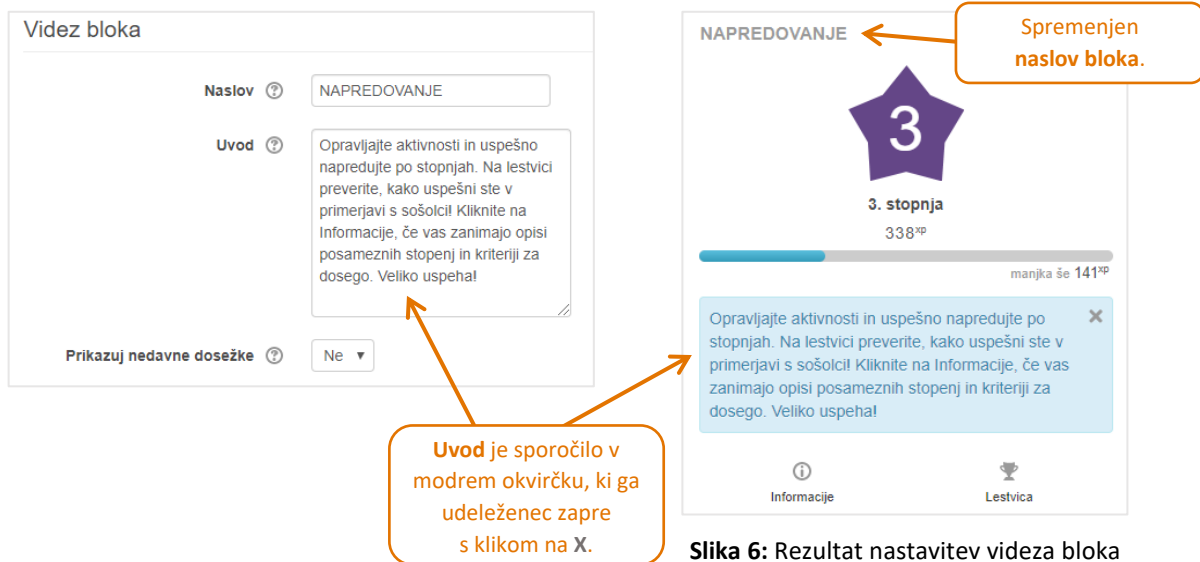 Videz bloka
Naslov
NAPREDOVANJE
Uvod
Opravljajte aktivnosti in uspešno
napredujte po stopnjah. Na lestvici
preverite, kako uspešni ste v
primerjavi s sošolci! Kliknite na
Informacije, če vas zanimajo opisi
posameznih stopenj in kriteriji za
dosego. Veliko uspeha!
Prikazuj nedavne dosežke
Ne
Uvod je sporočilo v
modrem okvirčku, ki ga
udeleženec zapre
s klikom na X.
NAPREDOVANJE
Spremenjen
naslov bloka.
3
3. stopnja
338xp
manjka še 141xp
Opravljajte aktivnosti in uspešno napredujte po
stopnjah. Na lestvici preverite, kako uspešni ste v
primerjavi s sošolci! Kliknite na Informacije, če vas
zanimajo opisi posameznih stopenj in kriteriji za
dosego. Veliko uspeha!
Informacije
Lestvica
Slika 6: Rezultat nastavitev videza bloka